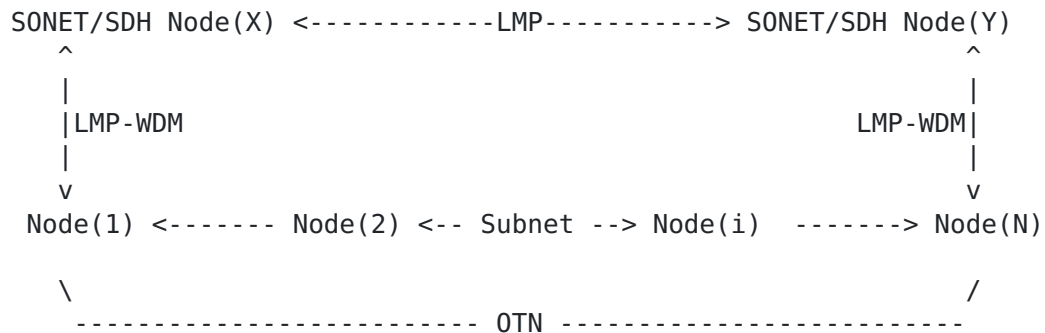 SONET/SDH Node(X) <------------LMP-----------> SONET/SDH Node(Y)
^ ^
| |
|LMP-WDM LMP-WDM|
| |
v v
Node(1) <------- Node(2) <-- Subnet --> Node(i) -------> Node(N)
\ /
-------------------------- OTN --------------------------